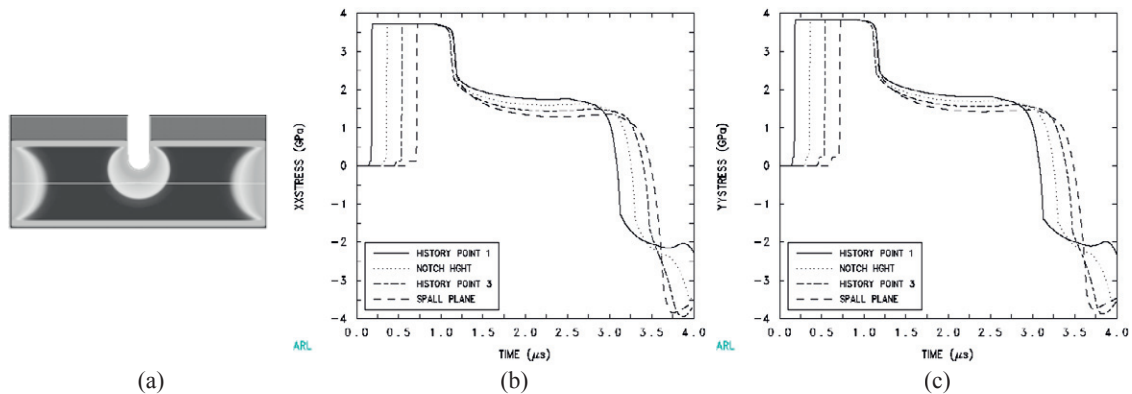 4
3
2
1
0
-1
-2
-3
-4
XXSTRESS (GPa)
HISTORY POINT 1
NOTCH HGHT
HISTORY POINT 3
SPALL PLANE
0.0 0.5 1.0 1.5 2.0 2.5 3.0 3.5 4.0
TIME (μs)
ARL
4
3
2
1
0
-1
-2
-3
-4
YYSTRESS (GPa)
HISTORY POINT 1
NOTCH HGHT
HISTORY POINT 3
SPALL PLANE
0.0 0.5 1.0 1.5 2.0 2.5 3.0 3.5 4.0
TIME (μs)
ARL
(a) (b) (c)